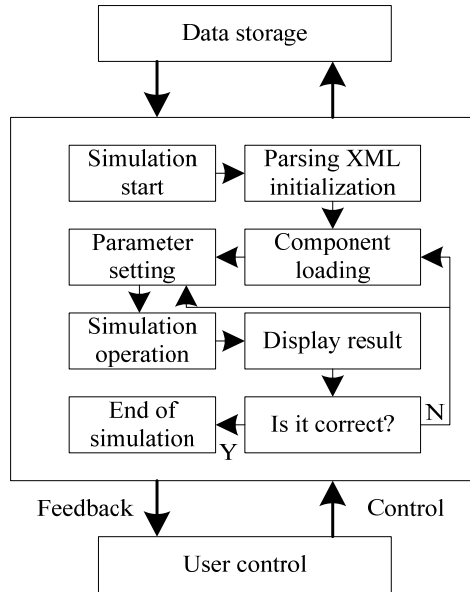 Data storage
Simulation
start
Parsing XML
initialization
Parameter
setting
Component
loading
Simulation
operation
Display result
End of
simulation
Y
Is it correct?
N
Feedback
Control
User control